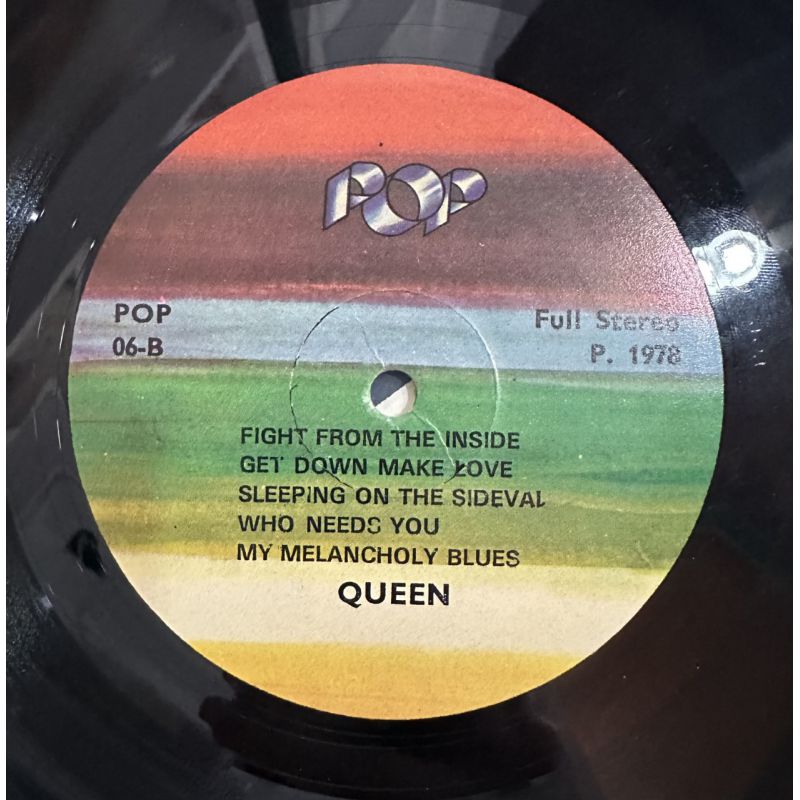 POP
POP
06-B
Full Stereo
P. 1978
FIGHT FROM THE INSIDE
GET DOWN MAKE LOVE
SLEEPING ON THE SIDEVAL
WHO NEEDS YOU
MY MELANCHOLY BLUES
QUEEN